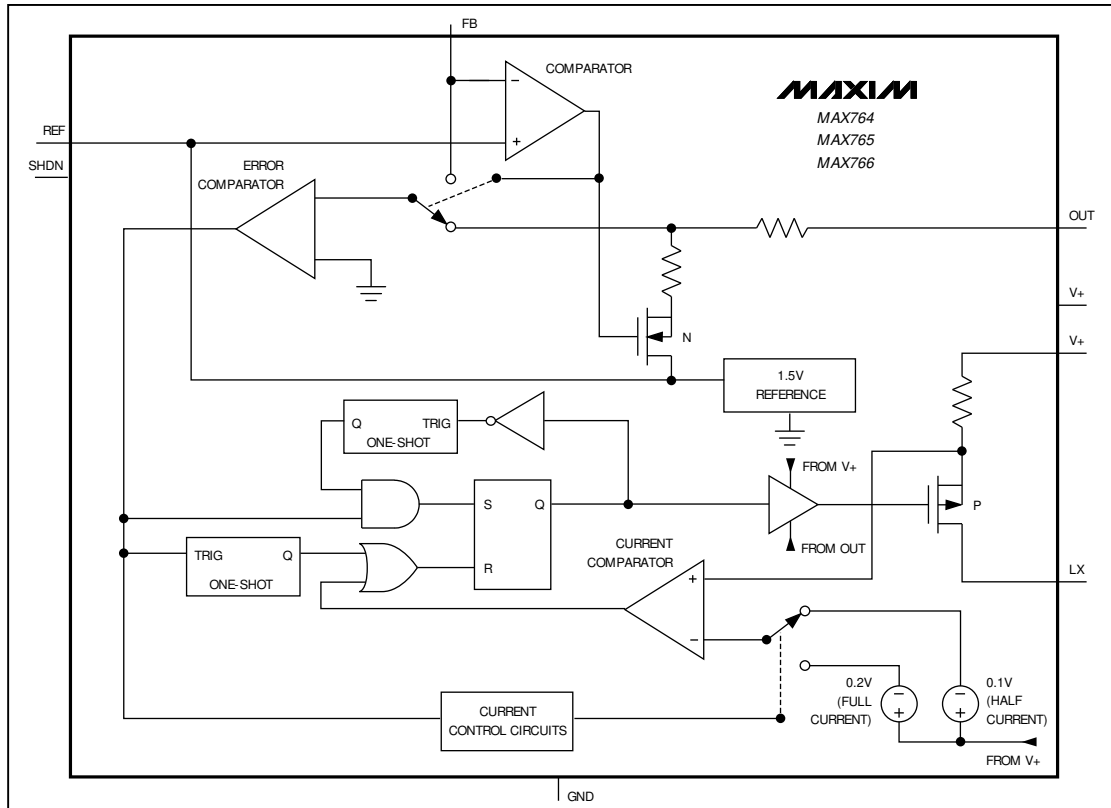 FB
COMPARATOR
−
+
MAXIM
MAX764
MAX765
MAX766
REF
SHDN
ERROR
COMPARATOR
OUT
V+
V+
N
1.5V
REFERENCE
Q TRIG
ONE-SHOT
FROM V+
S Q
R
P
FROM OUT
TRIG Q
ONE-SHOT
CURRENT
COMPARATOR
+
−
LX
0.2V
(FULL
CURRENT)
−
+
0.1V
(HALF
CURRENT)
−
+
CURRENT
CONTROL CIRCUITS
FROM V+
GND